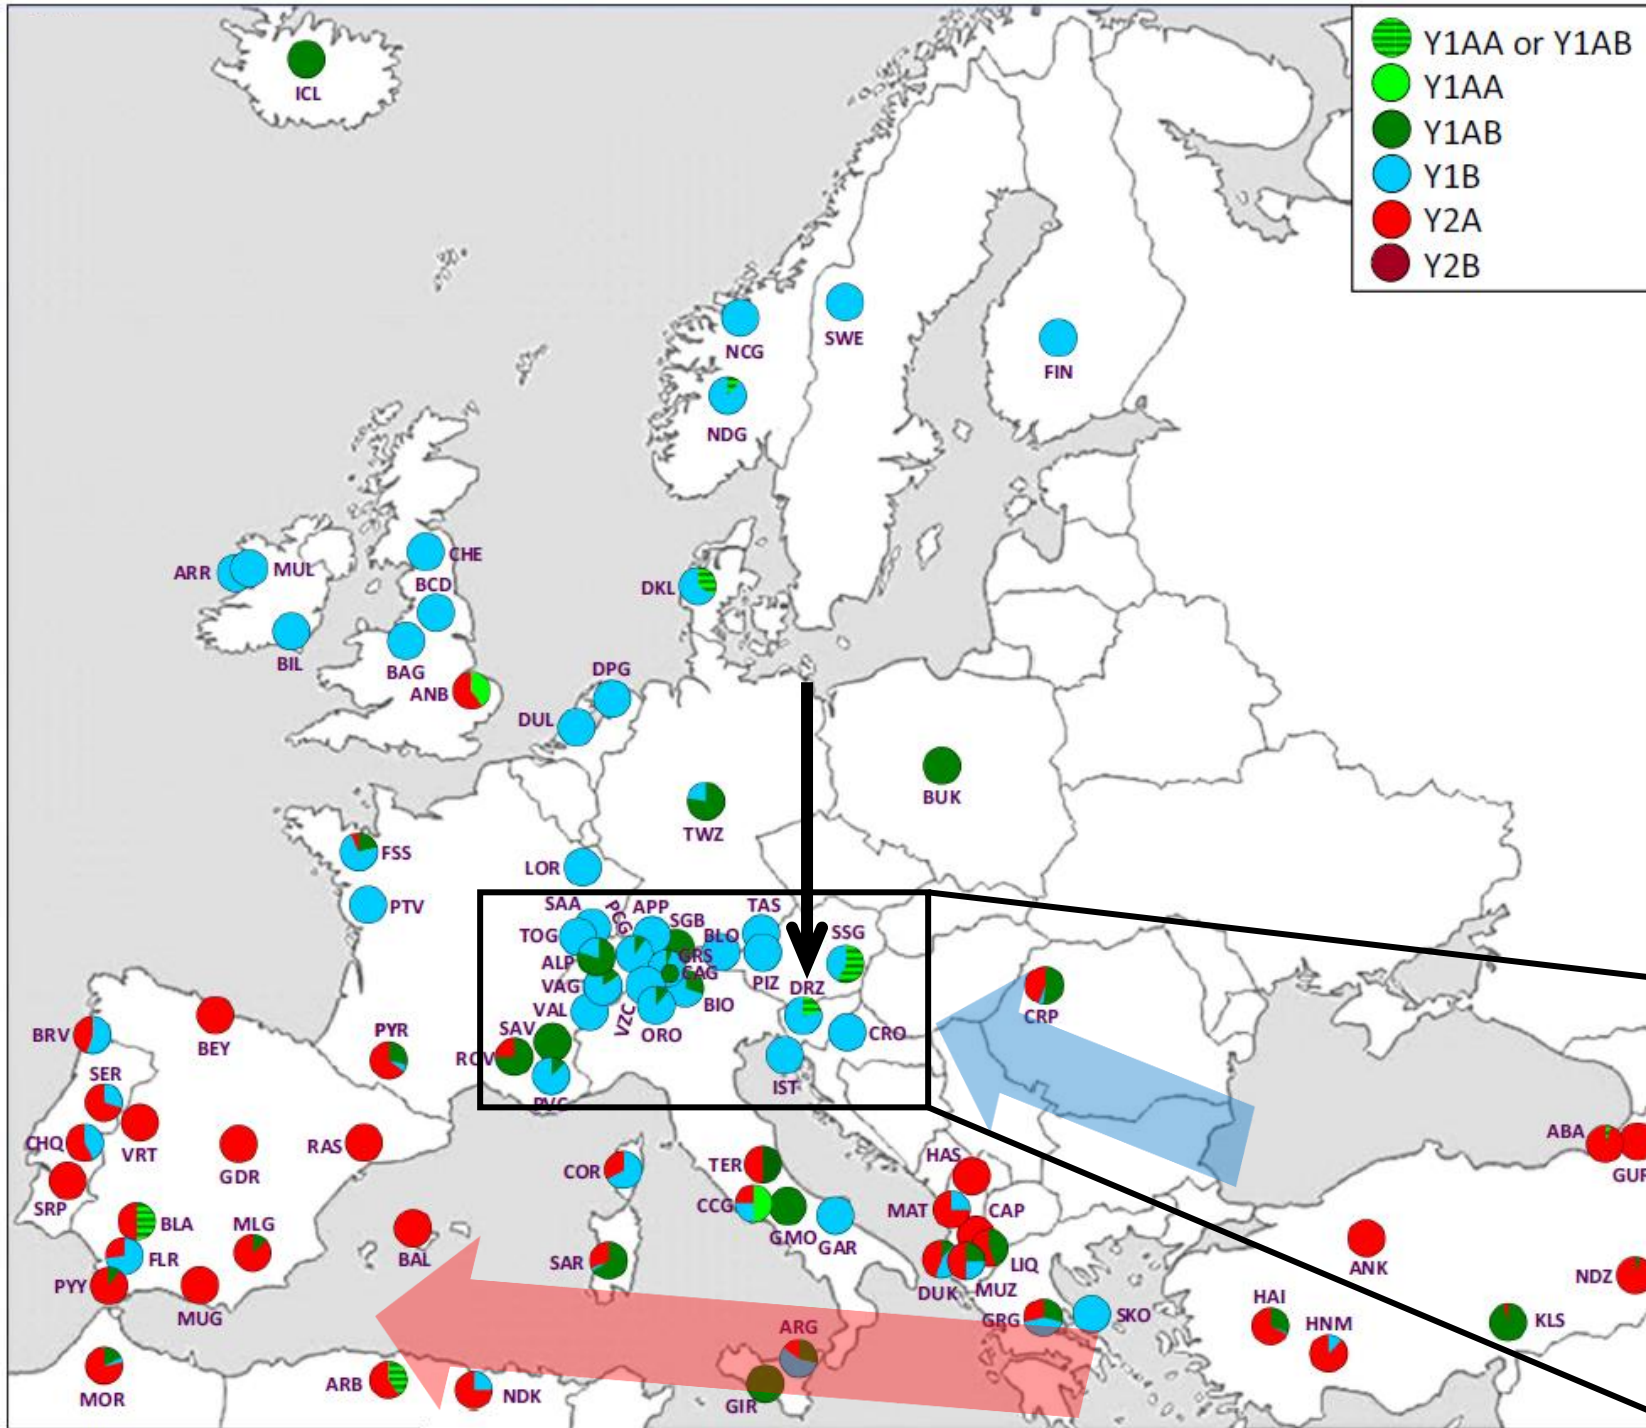 Y1AA or Y1AB
Y1AA
Y1AB
Y1B
Y2A
Y2B
ICL
NCG
SWE
FIN
NDG
CHE
ARR
MUL
BCD
DKL
BIL
BAG
ANB
DPG
DUL
BUK
TWZ
FSS
LOR
PTV
SAA
PCG
APP
SGB
TAS
TOG
BLO
SSG
ALP
GRS
CAG
PIZ
DRZ
VAG
BIO
VAL
VZC
ORO
CRP
SAV
ROV
CRO
IST
PVC
BRV
BEY
PYR
SER
CHQ
VRT
GDR
RAS
SRP
BLA
MLG
FLR
PYY
MUG
BAL
COR
TER
CCG
GMO
GAR
SAR
HAS
MAT
CAP
LIQ
DUK
MUZ
GRG
SKO
ABA
GUR
ANK
NDZ
HAI
HNM
KLS
ARG
GIR
MOR
ARB
NDK